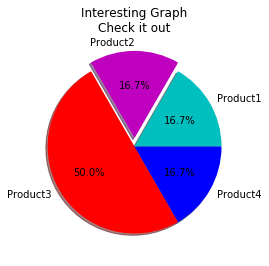 Interesting Graph
Check it out
Product2
16.7%
Product1
16.7%
50.0%
16.7%
Product3
Product4